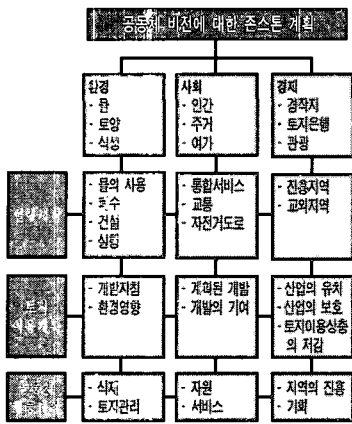 공동체 비전에 대한 존스톤 계획
환경
- 물
- 토양
- 식생
사회
- 인간
- 주거
- 여가
경제
- 경작지
- 토지은행
- 관광
- 물의 사용
- 건설
- 통합서비스
- 교통
- 자전거도로
- 진흥지역
- 교외지역
- 개발지침
- 환경영향
- 계획된 개발
- 개발의 기여
- 산업의 유치
- 산업의 보호
- 토지이용상충
의 저감
- 식재
- 토지관리
- 자원
- 서비스
- 지역의 진흥
- 기회